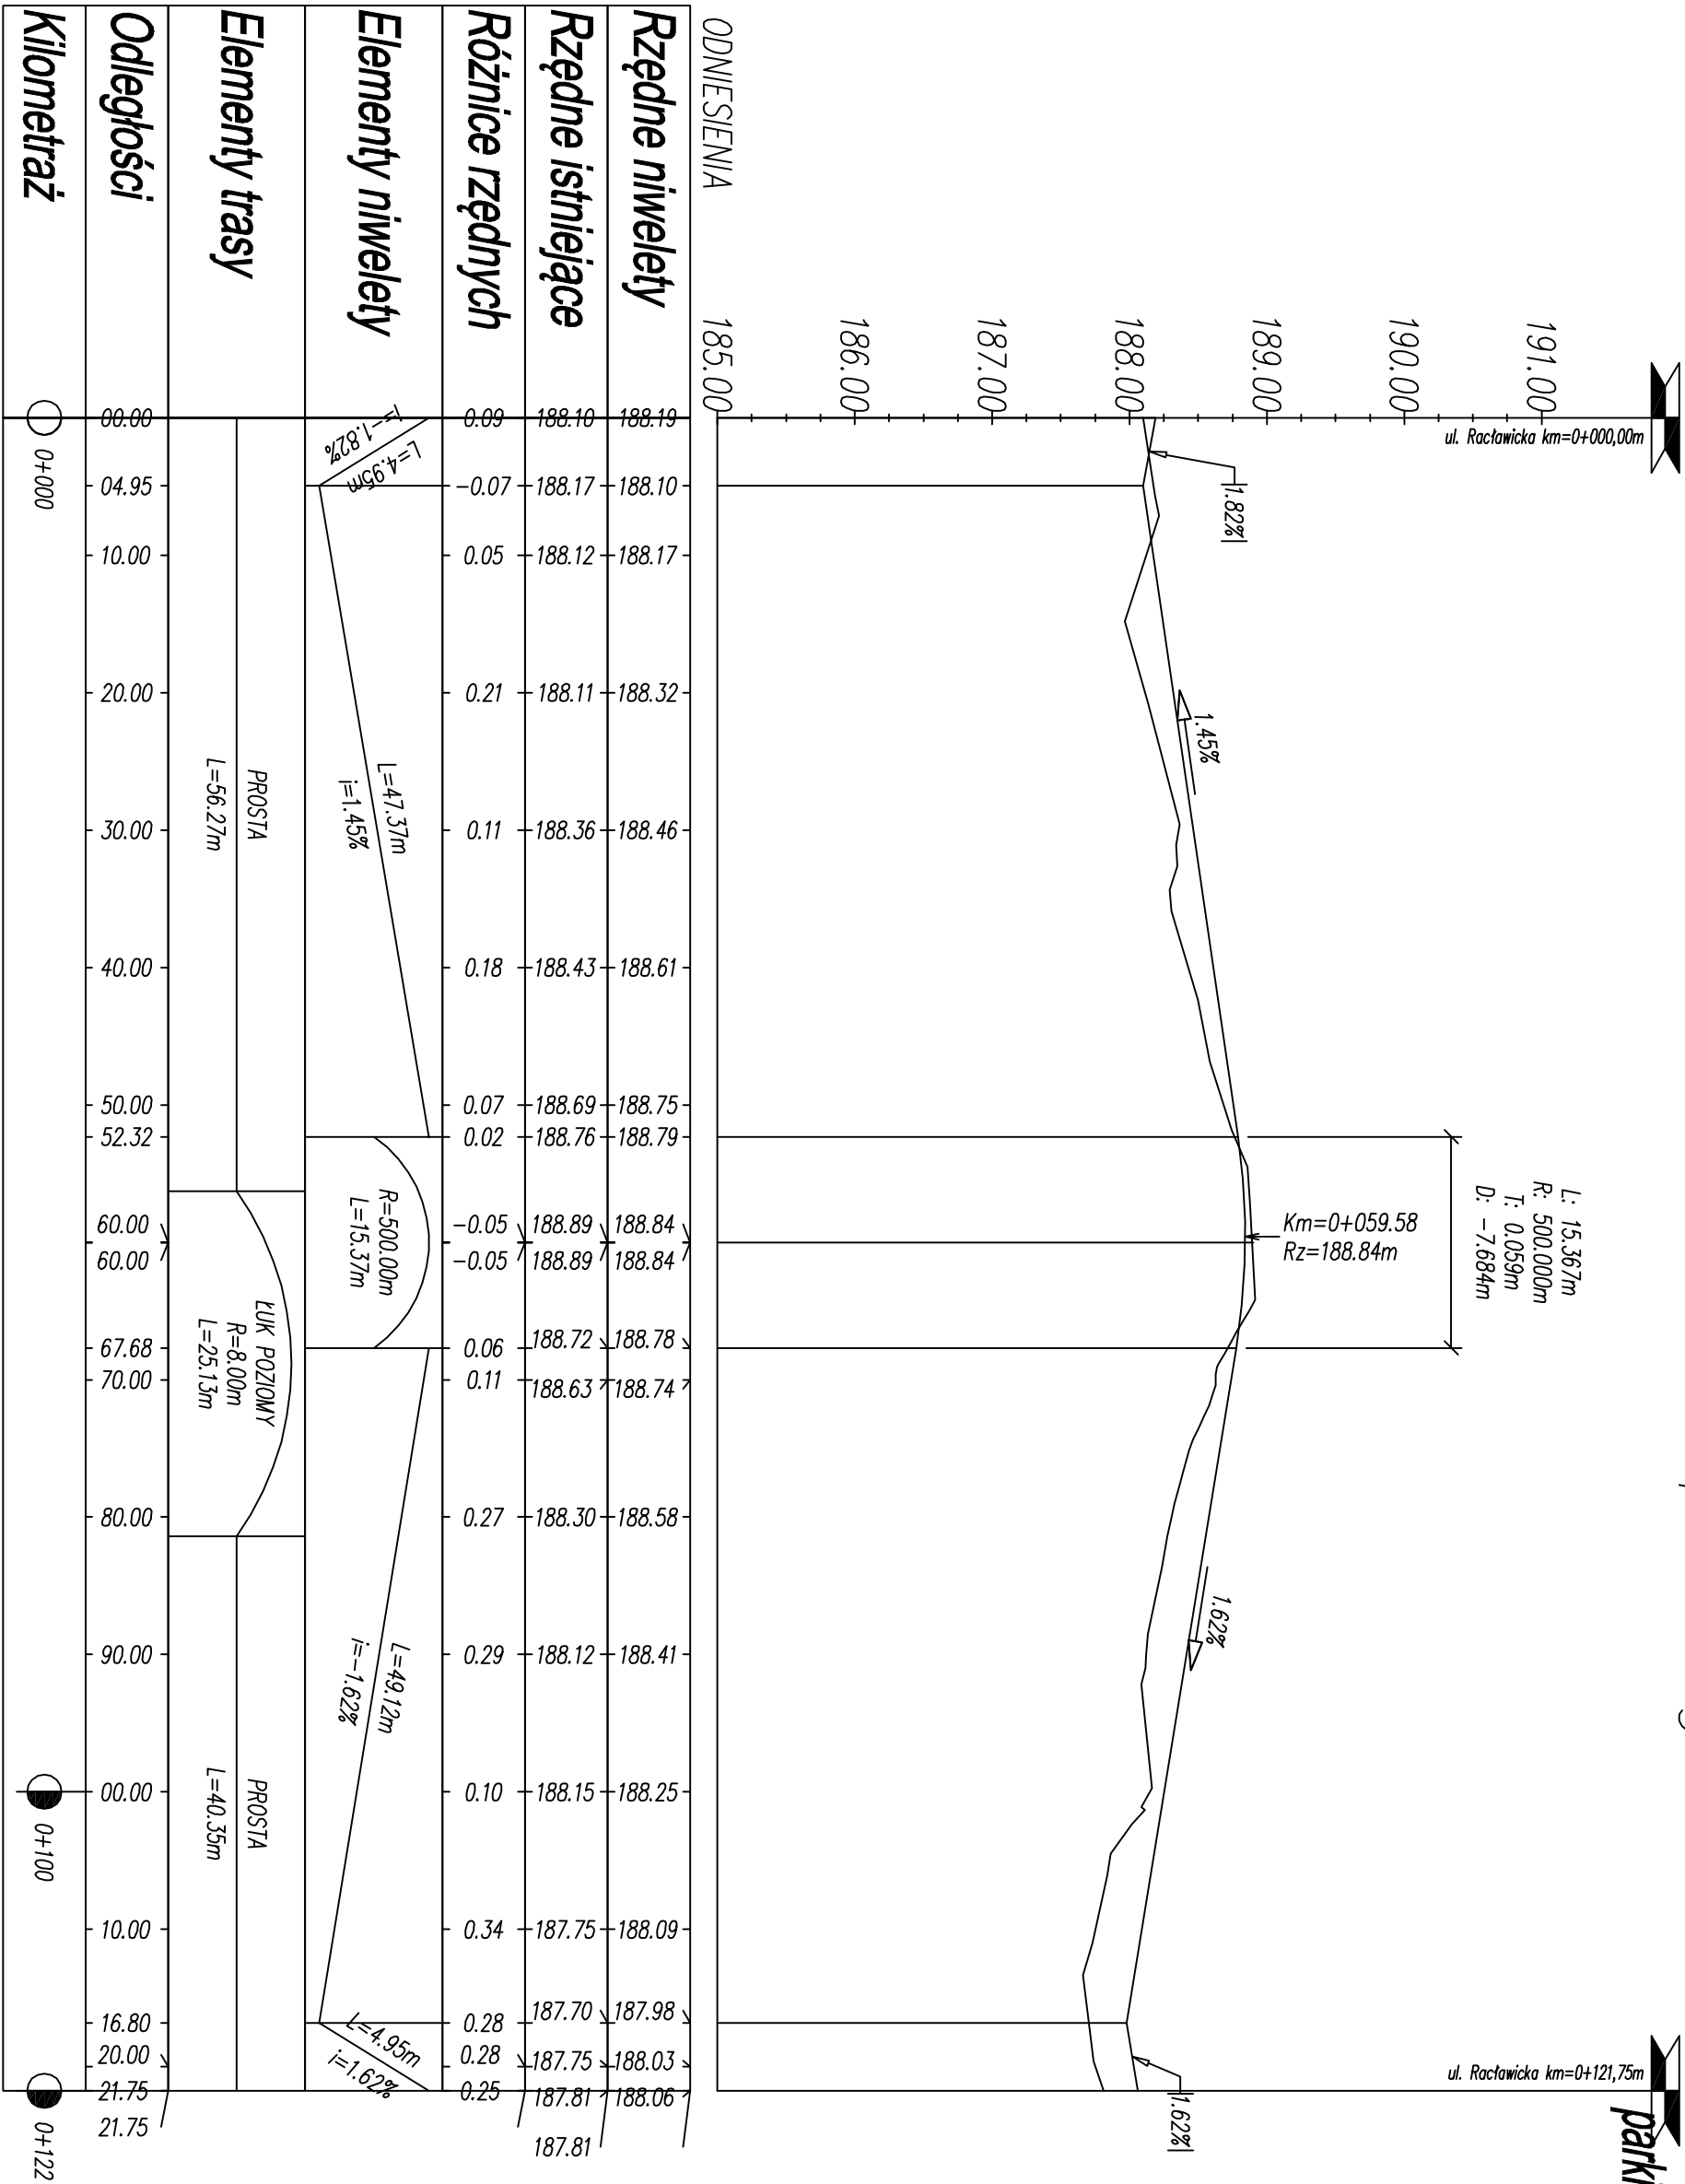 park
ul. Racławicka km=0+000,00m
ul. Racławicka km=0+121,75m
L: 15.367m
R: 500.000m
T: 0.059m
D: -7.684m
Km=0+059.58
Rz=188.84m
191.00
190.00
189.00
188.00
187.00
186.00
185.00
1.82%
1.45%
1.62%
1.62%
ODNIESIENIA
Rzędne niwelety
188.19 188.10 188.17 188.32 188.46 188.61 188.75 188.79 188.84 188.84 188.78 188.74 188.58 188.41 188.25 188.09 187.98 188.03 188.06
Rzędne istniejące
188.10 188.17 188.12 188.11 188.36 188.43 188.69 188.76 188.89 188.89 188.72 188.63 188.30 188.12 188.15 187.75 187.70 187.75 187.81 187.81
Różnice rzędnych
0.09 -0.07 0.05 0.21 0.11 0.18 0.07 0.02 -0.05 -0.05 0.06 0.11 0.27 0.29 0.10 0.34 0.28 0.28 0.25
Elementy niwelety
L=4.95m
i=-1.82%
L=47.37m
i=1.45%
R=500.00m
L=15.37m
L=49.12m
i=-1.62%
L=4.95m
i=1.62%
Elementy trasy
PROSTA
L=56.27m
ŁUK POZIOMY
R=8.00m
L=25.13m
PROSTA
L=40.35m
Odległości
00.00 04.95 10.00 20.00 30.00 40.00 50.00 52.32 60.00 60.00 67.68 70.00 80.00 90.00 00.00 10.00 16.80 20.00 21.75 21.75
Kilometraż
0+000 0+100 0+122